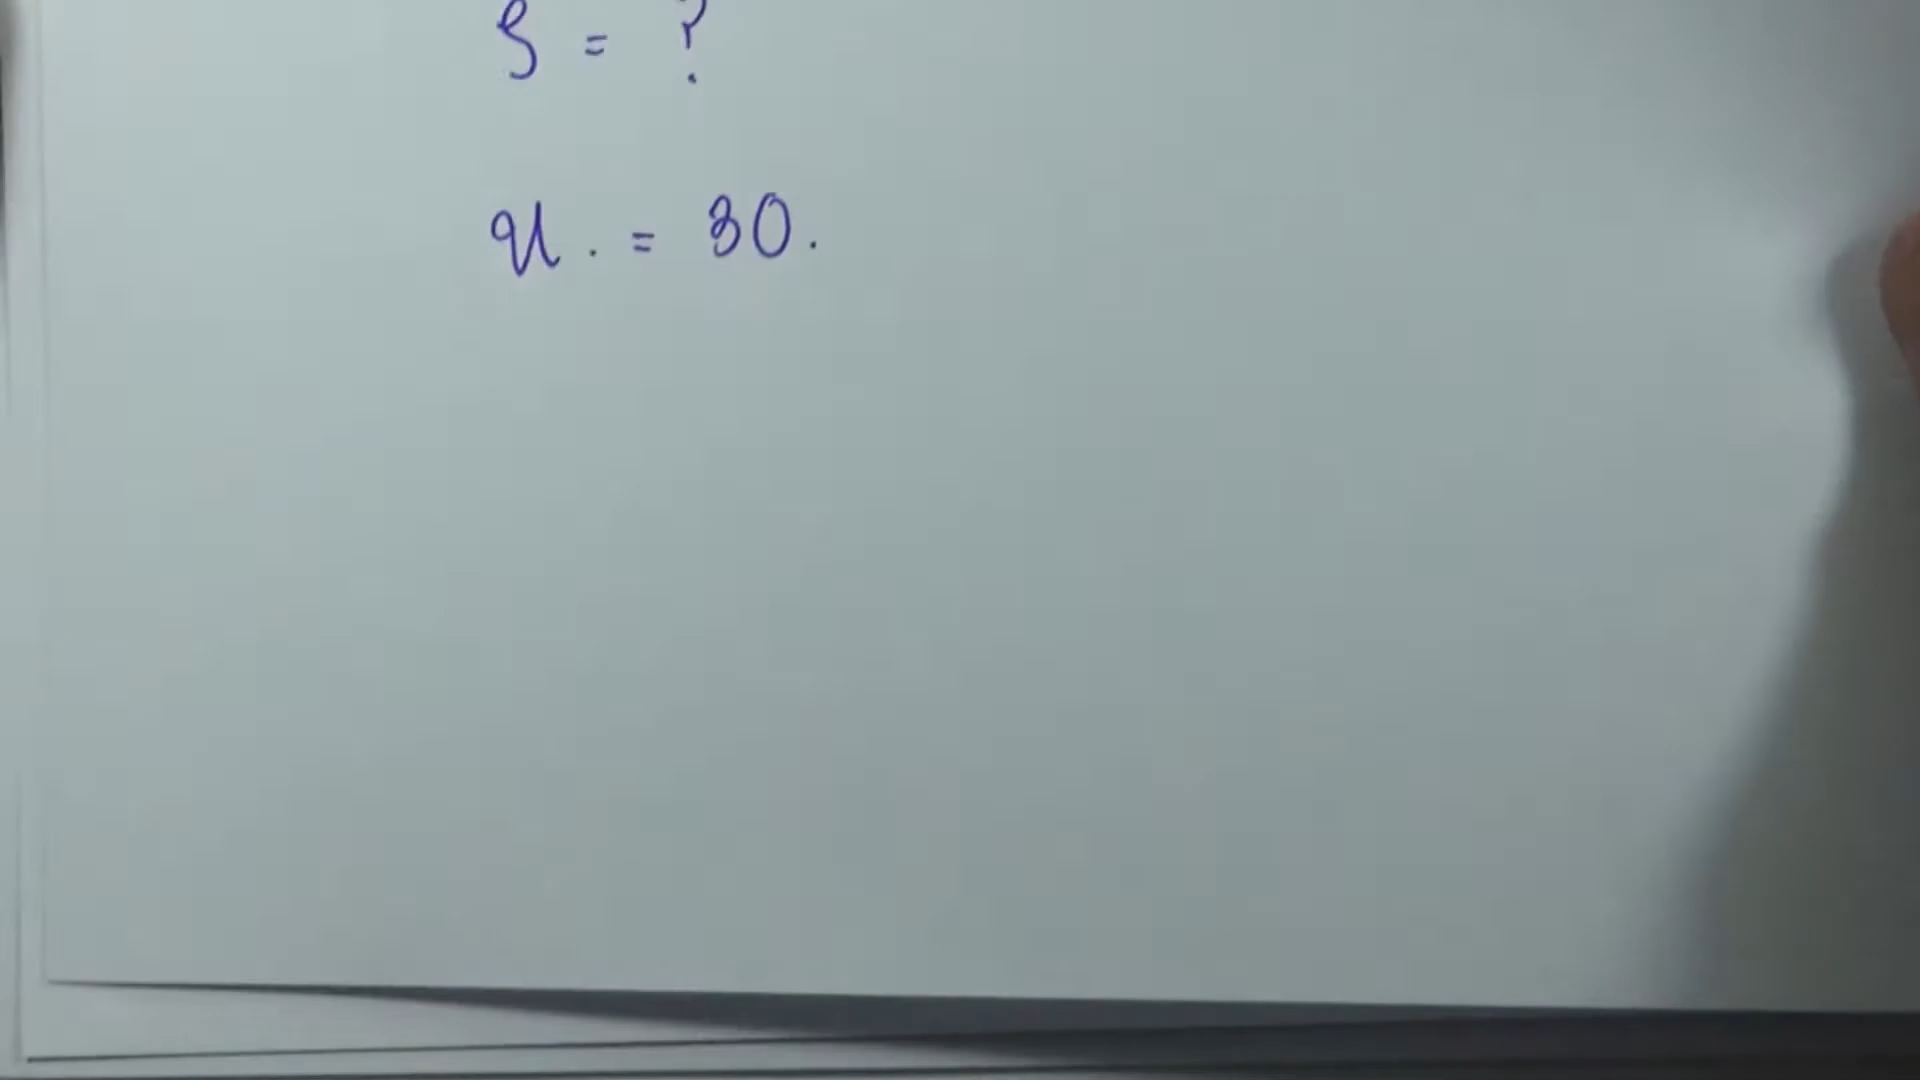 S = ?
U . = 30.